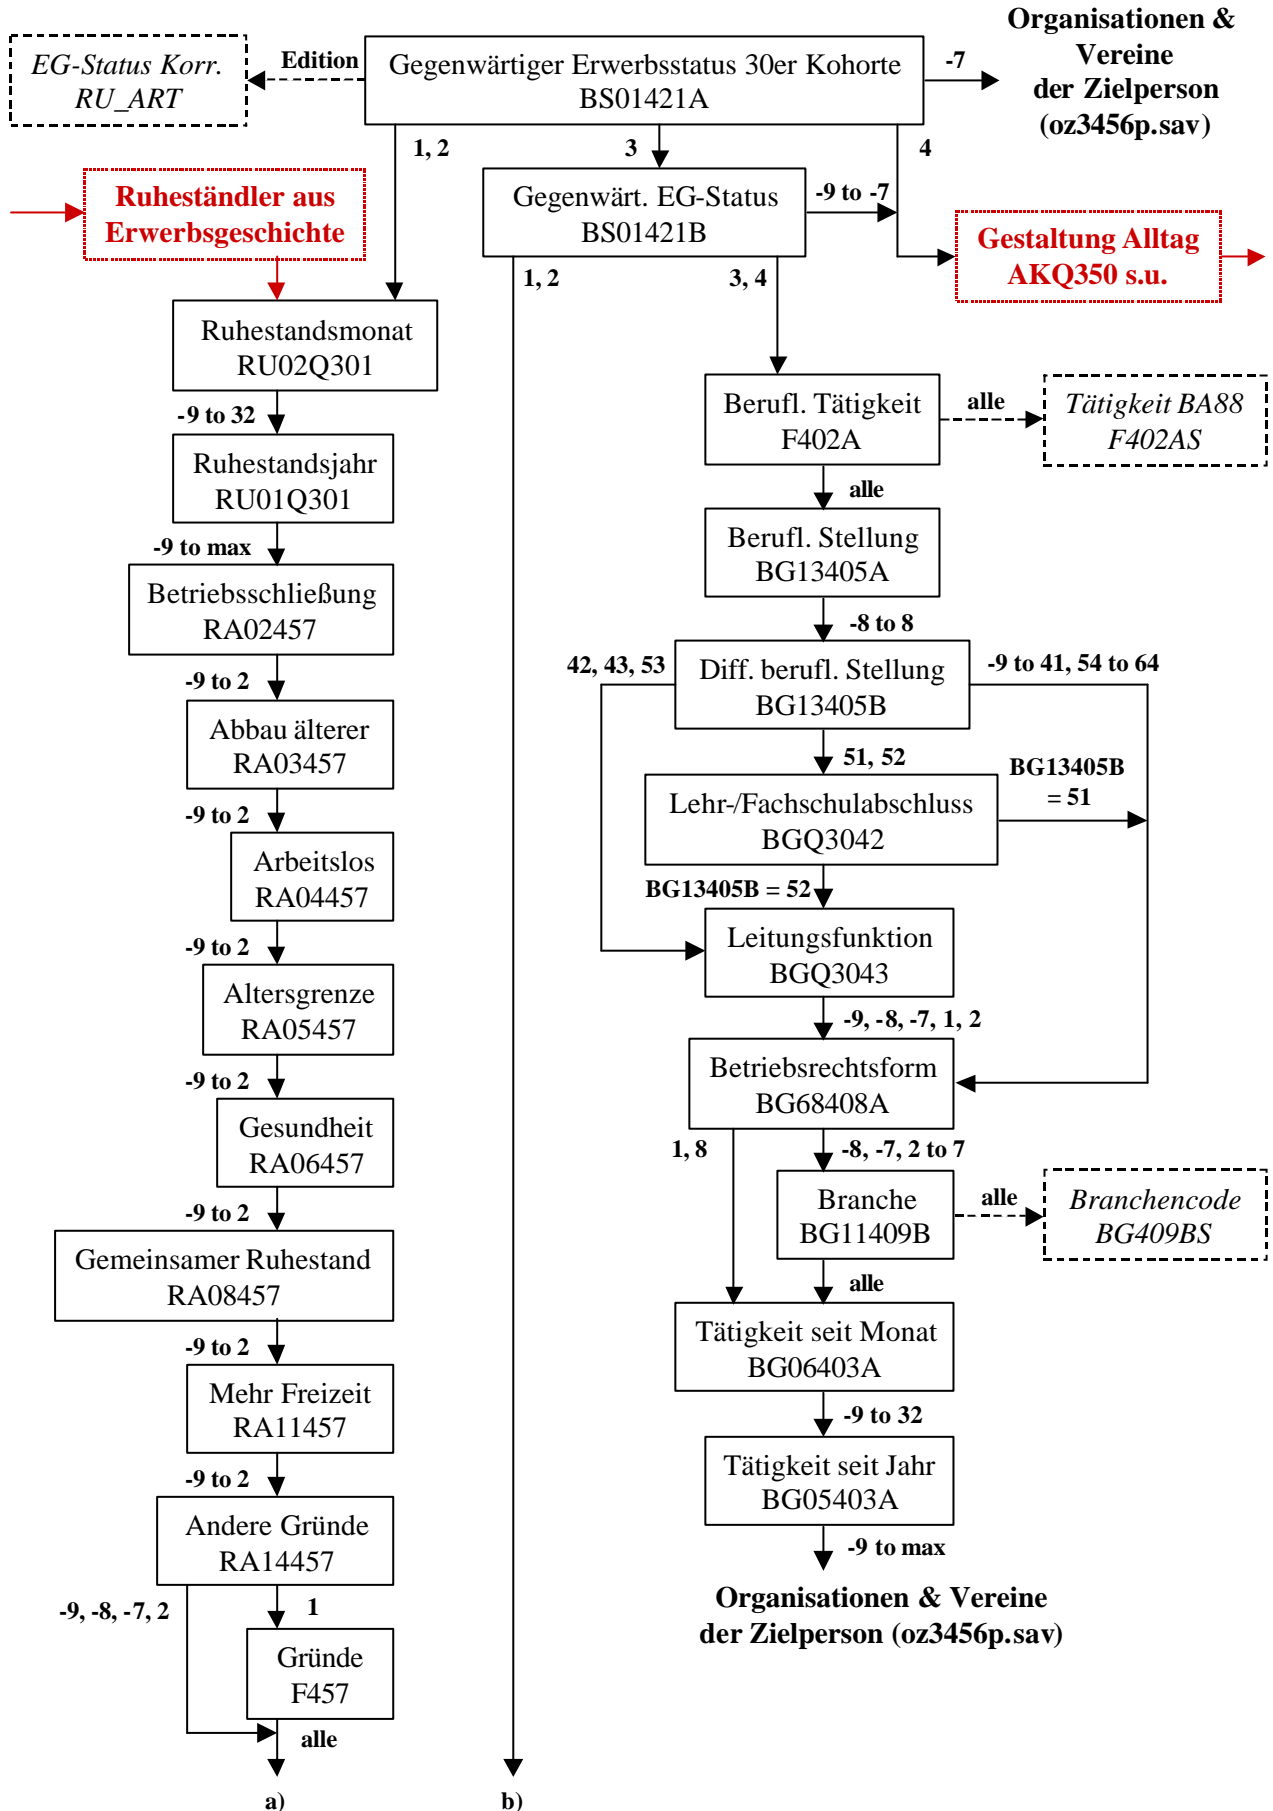 Organisationen &
Vereine
der Zielperson
(oz3456p.sav)
EG-Status Korr.
RU_ART
Edition
Gegenwärtiger Erwerbsstatus 30er Kohorte
BS01421A
-7
1, 2
3
4
Ruheständler aus
Erwerbsgeschichte
Gegenwärt. EG-Status
BS01421B
-9 to -7
Gestaltung Alltag
AKQ350 s.u.
1, 2
3, 4
Ruhestandsmonat
RU02Q301
-9 to 32
Ruhestandsjahr
RU01Q301
-9 to max
Betriebsschließung
RA02457
-9 to 2
Abbau älterer
RA03457
-9 to 2
Arbeitslos
RA04457
-9 to 2
Altersgrenze
RA05457
-9 to 2
Gesundheit
RA06457
-9 to 2
Gemeinsamer Ruhestand
RA08457
-9 to 2
Mehr Freizeit
RA11457
-9 to 2
Andere Gründe
RA14457
-9, -8, -7, 2
1
Gründe
F457
alle
a)
b)
Berufl. Tätigkeit
F402A
alle
Tätigkeit BA88
F402AS
alle
Berufl. Stellung
BG13405A
-8 to 8
42, 43, 53
Diff. berufl. Stellung
BG13405B
-9 to 41, 54 to 64
51, 52
Lehr-/Fachschulabschluss
BGQ3042
BG13405B
= 51
BG13405B = 52
Leitungsfunktion
BGQ3043
-9, -8, -7, 1, 2
Betriebsrechtsform
BG68408A
1, 8
-8, -7, 2 to 7
Branche
BG11409B
alle
Branchencode
BG409BS
alle
Tätigkeit seit Monat
BG06403A
-9 to 32
Tätigkeit seit Jahr
BG05403A
-9 to max
Organisationen & Vereine
der Zielperson (oz3456p.sav)